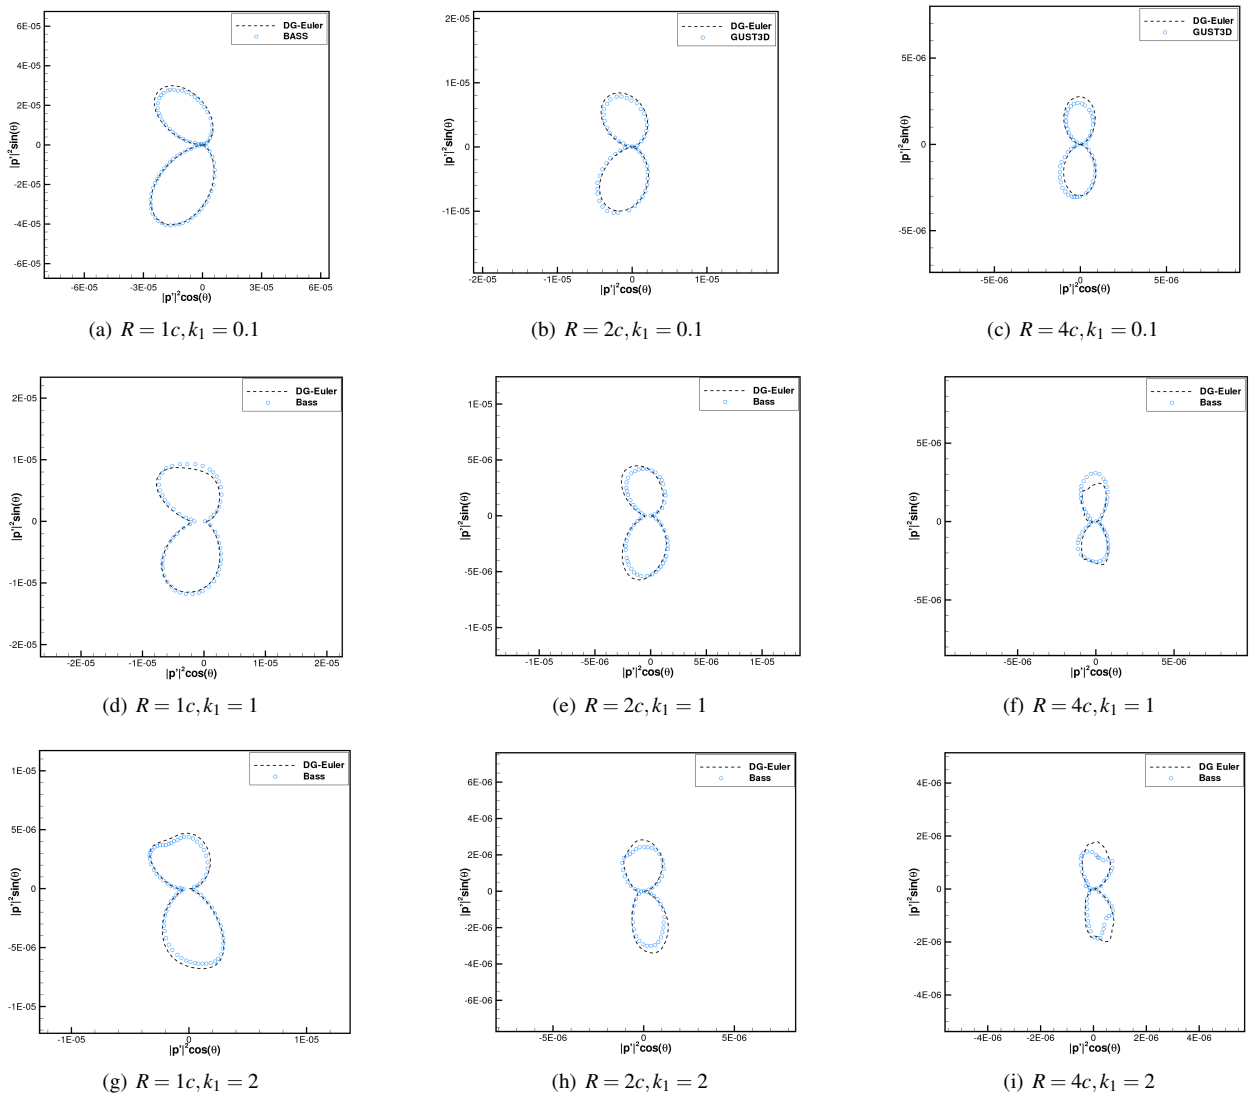 6E-05
4E-05
2E-05
0
-2E-05
-4E-05
-6E-05
|p'|²sin(θ)
-6E-05 -3E-05 0 3E-05 6E-05
|p'|²cos(θ)
DG-Euler
BASS
(a) R = 1c, k₁ = 0.1
2E-05
1E-05
0
-1E-05
|p'|²sin(θ)
-2E-05 -1E-05 0 1E-05
|p'|²cos(θ)
DG-Euler
GUST3D
(b) R = 2c, k₁ = 0.1
5E-06
0
-5E-06
|p'|²sin(θ)
-5E-06 0 5E-06
|p'|²cos(θ)
DG-Euler
GUST3D
(c) R = 4c, k₁ = 0.1
2E-05
1E-05
0
-1E-05
-2E-05
|p'|²sin(θ)
-2E-05 -1E-05 0 1E-05 2E-05
|p'|²cos(θ)
DG-Euler
Bass
(d) R = 1c, k₁ = 1
1E-05
5E-06
0
-5E-06
-1E-05
|p'|²sin(θ)
-1E-05 -5E-06 0 5E-06 1E-05
|p'|²cos(θ)
DG-Euler
Bass
(e) R = 2c, k₁ = 1
5E-06
0
-5E-06
|p'|²sin(θ)
-5E-06 0 5E-06
|p'|²cos(θ)
DG-Euler
Bass
(f) R = 4c, k₁ = 1
1E-05
5E-06
0
-5E-06
-1E-05
|p'|²sin(θ)
-1E-05 0 1E-05
|p'|²cos(θ)
DG-Euler
Bass
(g) R = 1c, k₁ = 2
6E-06
4E-06
2E-06
0
-2E-06
-4E-06
-6E-06
|p'|²sin(θ)
-5E-06 0 5E-06
|p'|²cos(θ)
DG-Euler
Bass
(h) R = 2c, k₁ = 2
4E-06
2E-06
0
-2E-06
-4E-06
|p'|²sin(θ)
-4E-06 -2E-06 0 2E-06 4E-06
|p'|²cos(θ)
DG Euler
Bass
(i) R = 4c, k₁ = 2